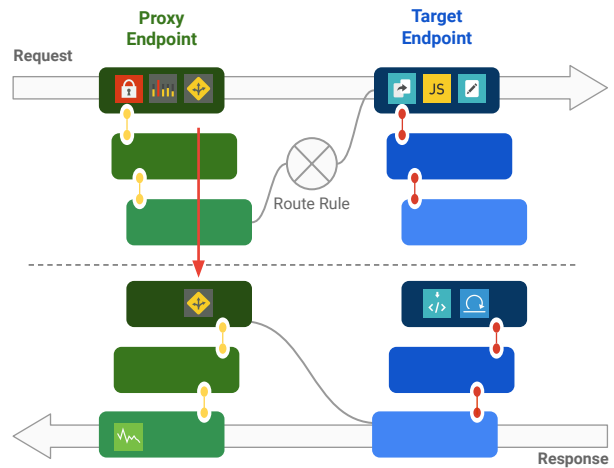 Proxy
Endpoint
Target
Endpoint
Request
JS
Route Rule
</>
Response